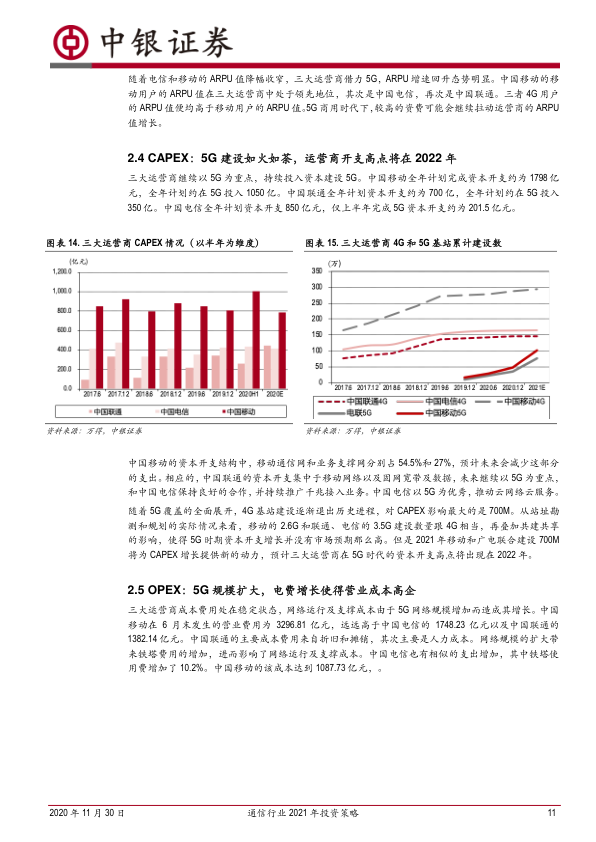 中银证券
随着电信和移动的 ARPU 值降幅收窄，三大运营商借力 5G，ARPU 增速回升态势明显。中国移动的移
动用户的 ARPU 值在三大运营商中处于领先地位，其次是中国电信，再次是中国联通。三者 4G 用户
的 ARPU 值便均高于移动用户的 ARPU 值。5G 商用时代下，较高的资费可能会继续拉动运营商的 ARPU
值增长。
2.4 CAPEX：5G 建设如火如荼，运营商开支高点将在 2022 年
三大运营商继续以 5G 为重点，持续投入资本建设 5G。中国移动全年计划完成资本开支约为 1798 亿
元，全年计划约在 5G 投入 1050 亿。中国联通全年计划资本开支约为 700 亿，全年计划约在 5G 投入
350 亿。中国电信全年计划资本开支 850 亿元，仅上半年完成 5G 资本开支约为 201.5 亿元。
图表 14. 三大运营商 CAPEX 情况（以半年为维度）
(亿元)
1,200.0
1,000.0
800.0
600.0
400.0
200.0
0.0
2017.6 2017.12 2018.6 2018.12 2019.6 2019.12 2020H1 2020E
中国联通 中国电信 中国移动
资料来源：万得，中银证券
图表 15. 三大运营商 4G 和 5G 基站累计建设数
(万)
350
300
250
200
150
100
50
0
2017.6 2017.12 2018.6 2018.12 2019.6 2019.12 2020.6 2020.12 2021E
中国联通4G 中国电信4G 中国移动4G
电联5G 中国移动5G
资料来源：万得，中银证券
中国移动的资本开支结构中，移动通信网和业务支撑网分别占 54.5%和 27%，预计未来会减少这部分
的支出。相应的，中国联通的资本开支集中于移动网络以及固网宽带及数据，未来继续以 5G 为重点，
和中国电信保持良好的合作，并持续推广千兆接入业务。中国电信以 5G 为优秀，推动云网络云服务。
随着 5G 覆盖的全面展开，4G 基站建设逐渐退出历史进程，对 CAPEX 影响最大的是 700M。从站址勘
测和规划的实际情况来看，移动的 2.6G 和联通、电信的 3.5G 建设数量跟 4G 相当，再叠加共建共享
的影响，使得 5G 时期资本开支增长并没有市场预期那么高。但是 2021 年移动和广电联合建设 700M
将为 CAPEX 增长提供新的动力，预计三大运营商在 5G 时代的资本开支高点将出现在 2022 年。
2.5 OPEX：5G 规模扩大，电费增长使得营业成本高企
三大运营商成本费用处在稳定状态，网络运行及支撑成本由于 5G 网络规模增加而造成其增长。中国
移动在 6 月末发生的营业费用为 3296.81 亿元，远远高于中国电信的 1748.23 亿元以及中国联通的
1382.14 亿元。中国联通的主要成本费用来自折旧和摊销，其次主要是人力成本。网络规模的扩大带
来铁塔费用的增加，进而影响了网络运行及支撑成本。中国电信也有相似的支出增加，其中铁塔使
用费增加了 10.2%。中国移动的该成本达到 1087.73 亿元，。
2020 年 11 月 30 日 通信行业 2021 年投资策略 11